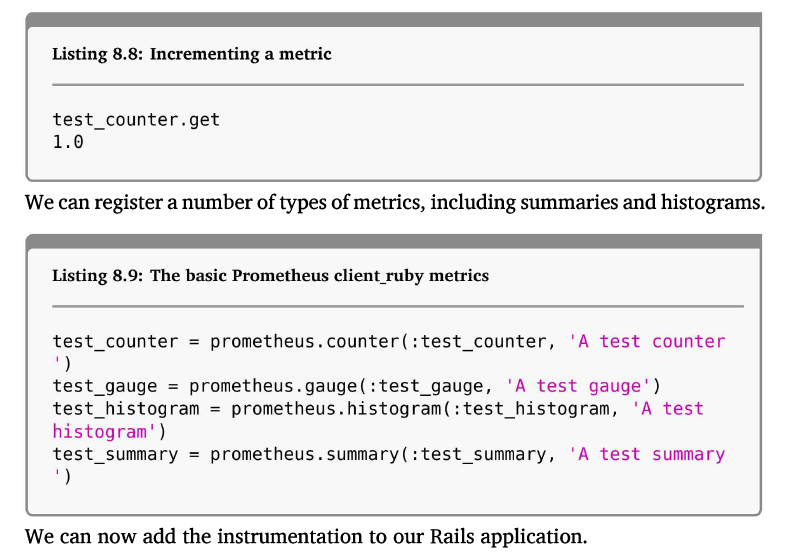 Listing 8.8: Incrementing a metric
test_counter.get
1.0
We can register a number of types of metrics, including summaries and histograms.
Listing 8.9: The basic Prometheus client_ruby metrics
test_counter = prometheus.counter(:test_counter, 'A test counter
')
test_gauge = prometheus.gauge(:test_gauge, 'A test gauge')
test_histogram = prometheus.histogram(:test_histogram, 'A test
histogram')
test_summary = prometheus.summary(:test_summary, 'A test summary
')
We can now add the instrumentation to our Rails application.